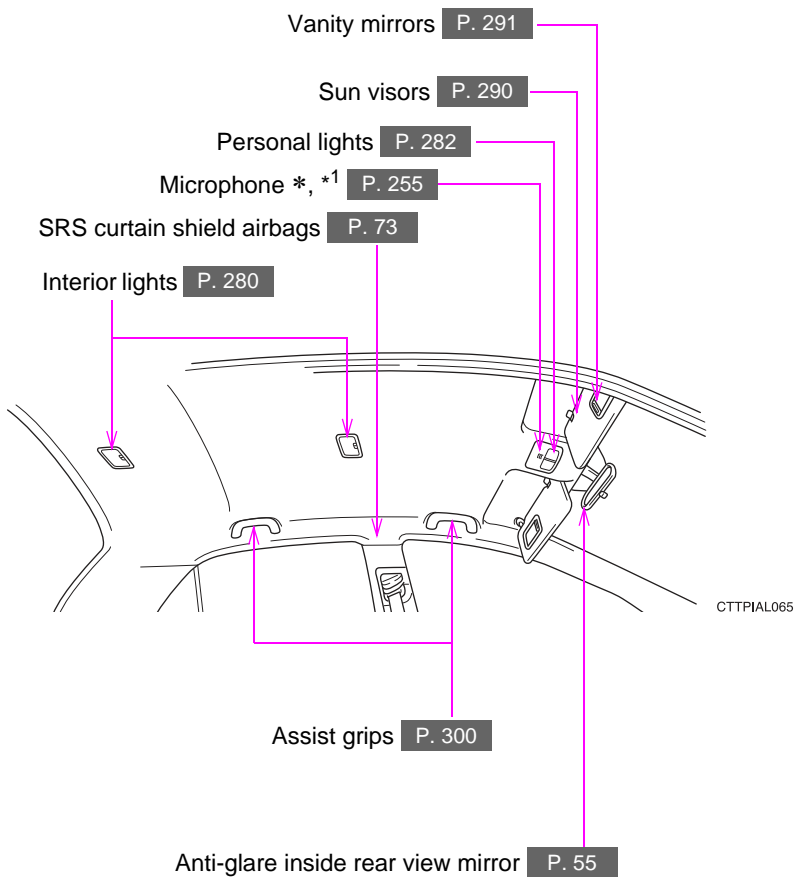 Vanity mirrors P. 291
Sun visors P. 290
Personal lights P. 282
Microphone *, *1 P. 255
SRS curtain shield airbags P. 73
Interior lights P. 280
CTTPIAL065
Assist grips P. 300
Anti-glare inside rear view mirror P. 55